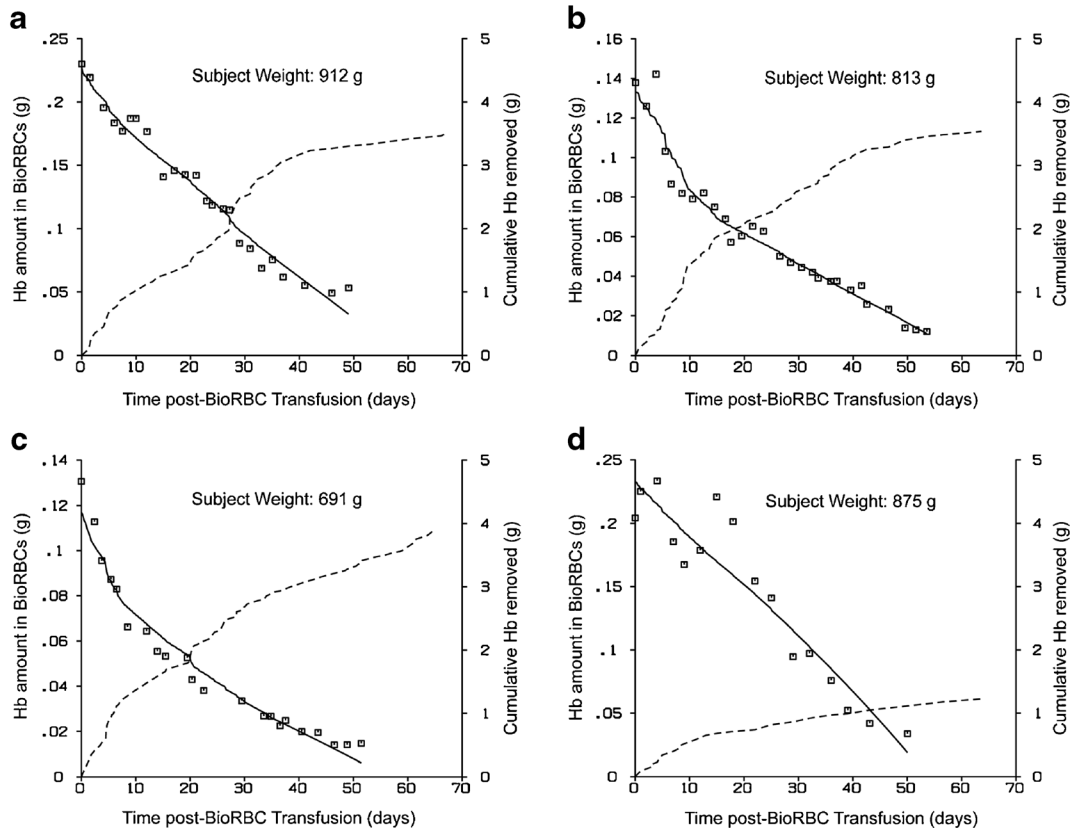 a
.25
.2
.15
.1
.05
0
Hb amount in BioRBCs (g)
Subject Weight: 912 g
5
4
3
2
1
0
Cumulative Hb removed (g)
0 10 20 30 40 50 60 70
Time post-BioRBC Transfusion (days)
b
.16
.14
.12
.1
.08
.06
.04
.02
0
Hb amount in BioRBCs (g)
Subject Weight: 813 g
5
4
3
2
1
0
Cumulative Hb removed (g)
0 10 20 30 40 50 60 70
Time post-BioRBC Transfusion (days)
c
.14
.12
.1
.08
.06
.04
.02
0
Hb amount in BioRBCs (g)
Subject Weight: 691 g
5
4
3
2
1
0
Cumulative Hb removed (g)
0 10 20 30 40 50 60 70
Time post-BioRBC Transfusion (days)
d
.25
.2
.15
.1
.05
0
Hb amount in BioRBCs (g)
Subject Weight: 875 g
5
4
3
2
1
0
Cumulative Hb removed (g)
0 10 20 30 40 50 60 70
Time post-BioRBC Transfusion (days)